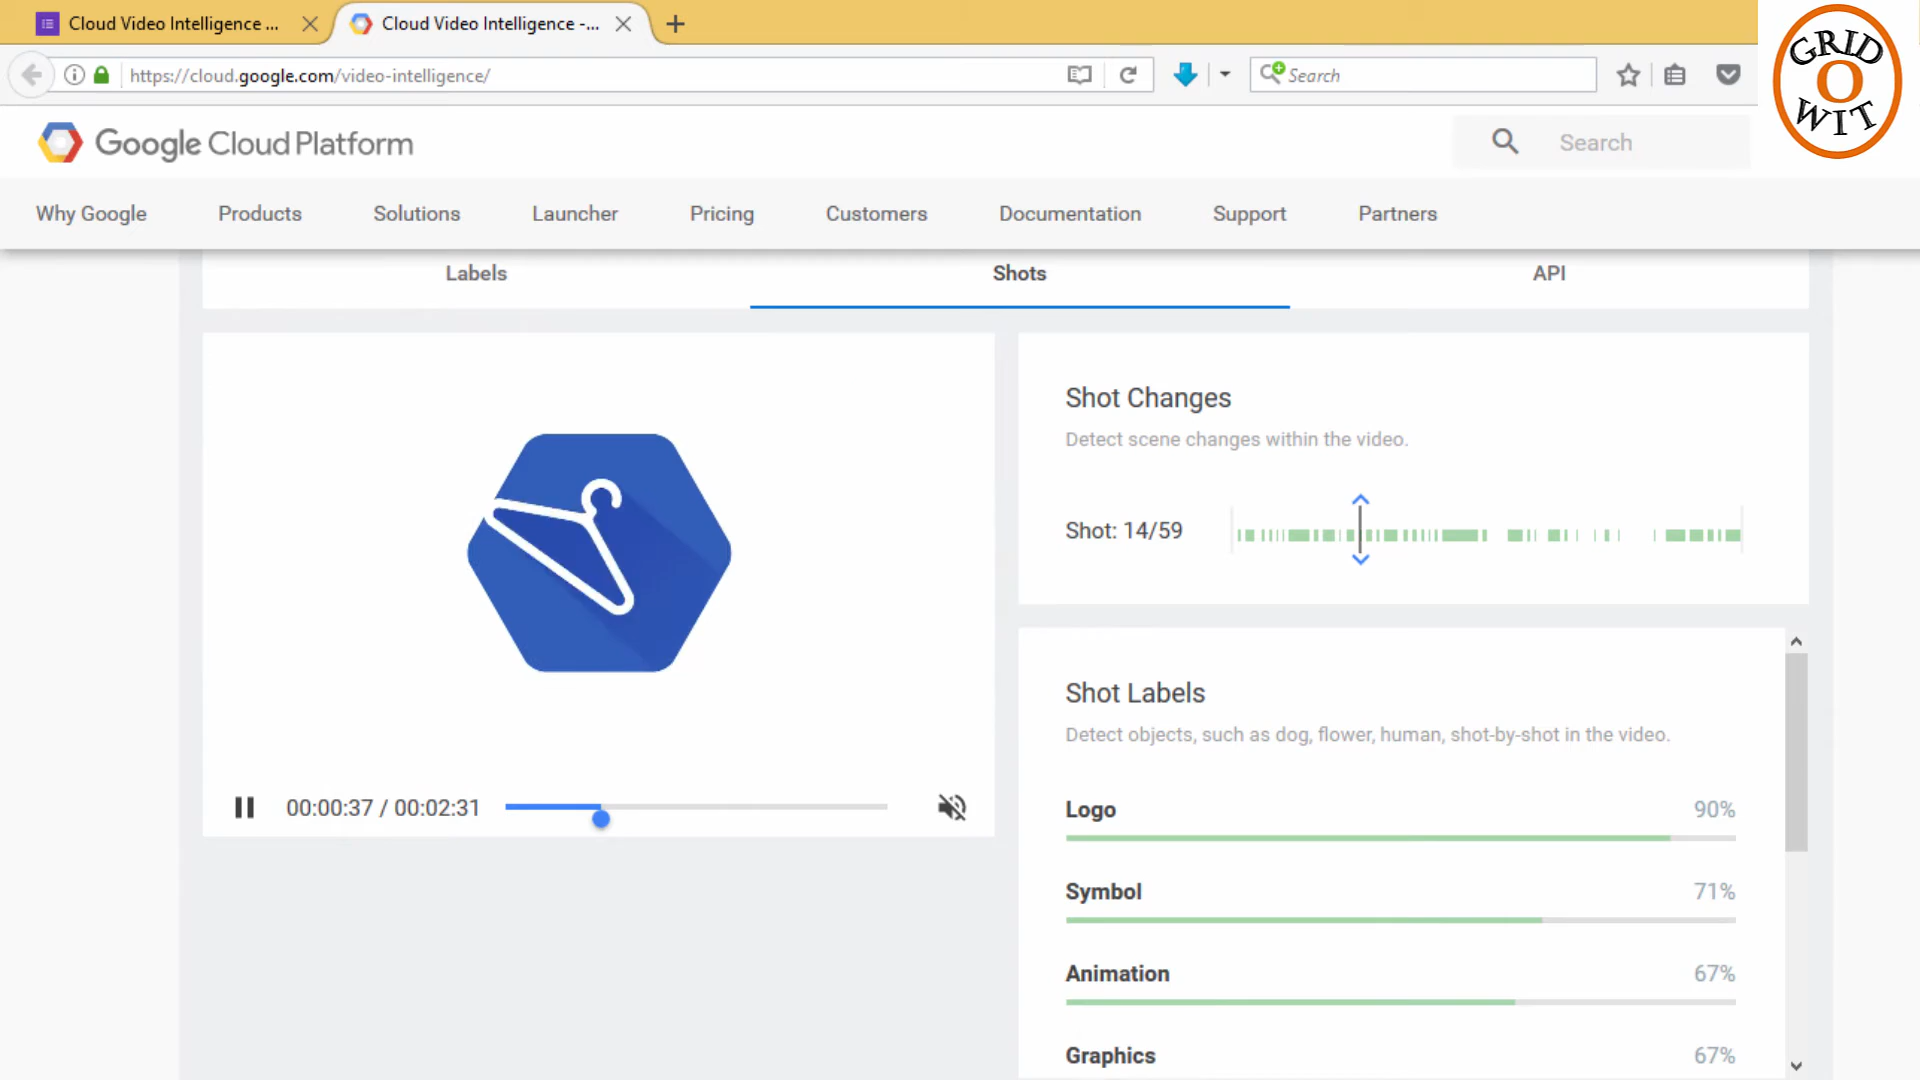 Cloud Video Intelligence ...
Cloud Video Intelligence -...
https://cloud.google.com/video-intelligence/
Search
GRID
O
WIT
Google Cloud Platform
Search
Why Google
Products
Solutions
Launcher
Pricing
Customers
Documentation
Support
Partners
Labels
Shots
API
Shot Changes
Detect scene changes within the video.
Shot: 14/59
00:00:37 / 00:02:31
Shot Labels
Detect objects, such as dog, flower, human, shot-by-shot in the video.
Logo 90%
Symbol 71%
Animation 67%
Graphics 67%